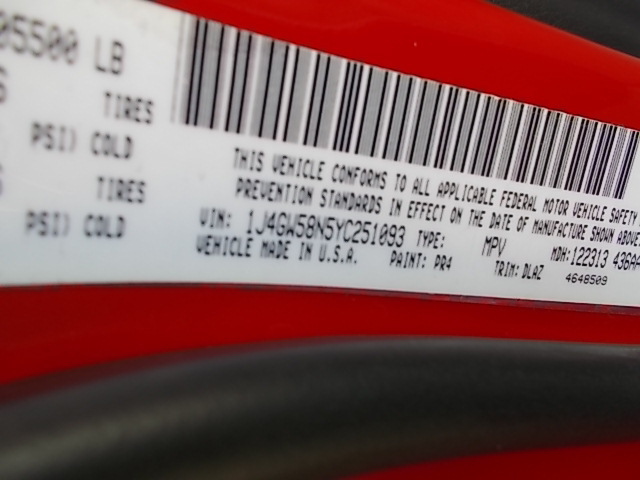 05500 LB
TIRES
PSI) COLD
TIRES
PSI) COLD
THIS VEHICLE CONFORMS TO ALL APPLICABLE FEDERAL MOTOR VEHICLE SAFETY
PREVENTION STANDARDS IN EFFECT ON THE DATE OF MANUFACTURE SHOWN ABOVE
VIN: 1J4GW58N5YC251093 TYPE: MPV MDH: 122313 436AA
VEHICLE MADE IN U.S.A. PAINT: PR4 TRIM: DLAZ
4648509